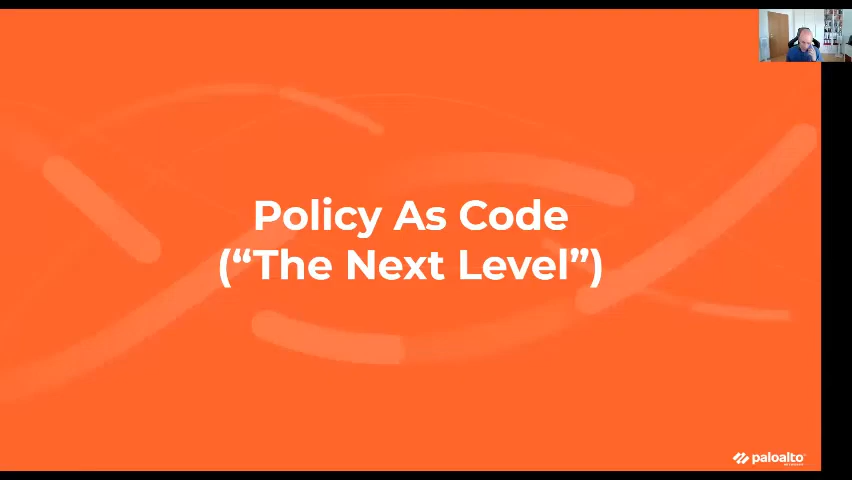 Policy As Code
(“The Next Level”)
paloalto